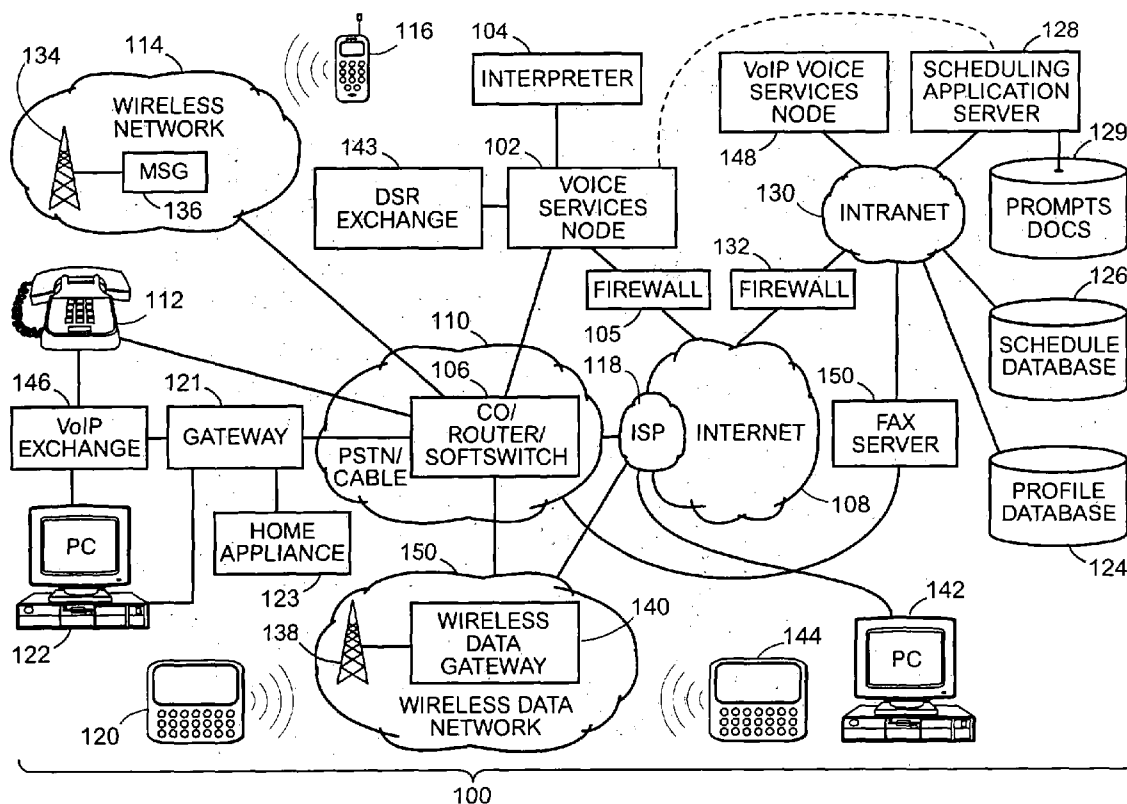 134
114
WIRELESS
NETWORK
MSG
136
116
104
INTERPRETER
143
DSR
EXCHANGE
102
VOICE
SERVICES
NODE
VoIP VOICE
SERVICES
NODE
148
128
SCHEDULING
APPLICATION
SERVER
129
PROMPTS
DOCS
130
INTRANET
132
FIREWALL
105
FIREWALL
126
SCHEDULE
DATABASE
112
110
106
CO/
ROUTER/
SOFTSWITCH
PSTN/
CABLE
118
ISP
INTERNET
108
150
FAX
SERVER
PROFILE
DATABASE
124
146
VoIP
EXCHANGE
121
GATEWAY
PC
122
HOME
APPLIANCE
123
150
138
WIRELESS
DATA
GATEWAY
140
WIRELESS DATA
NETWORK
120
144
142
PC
100